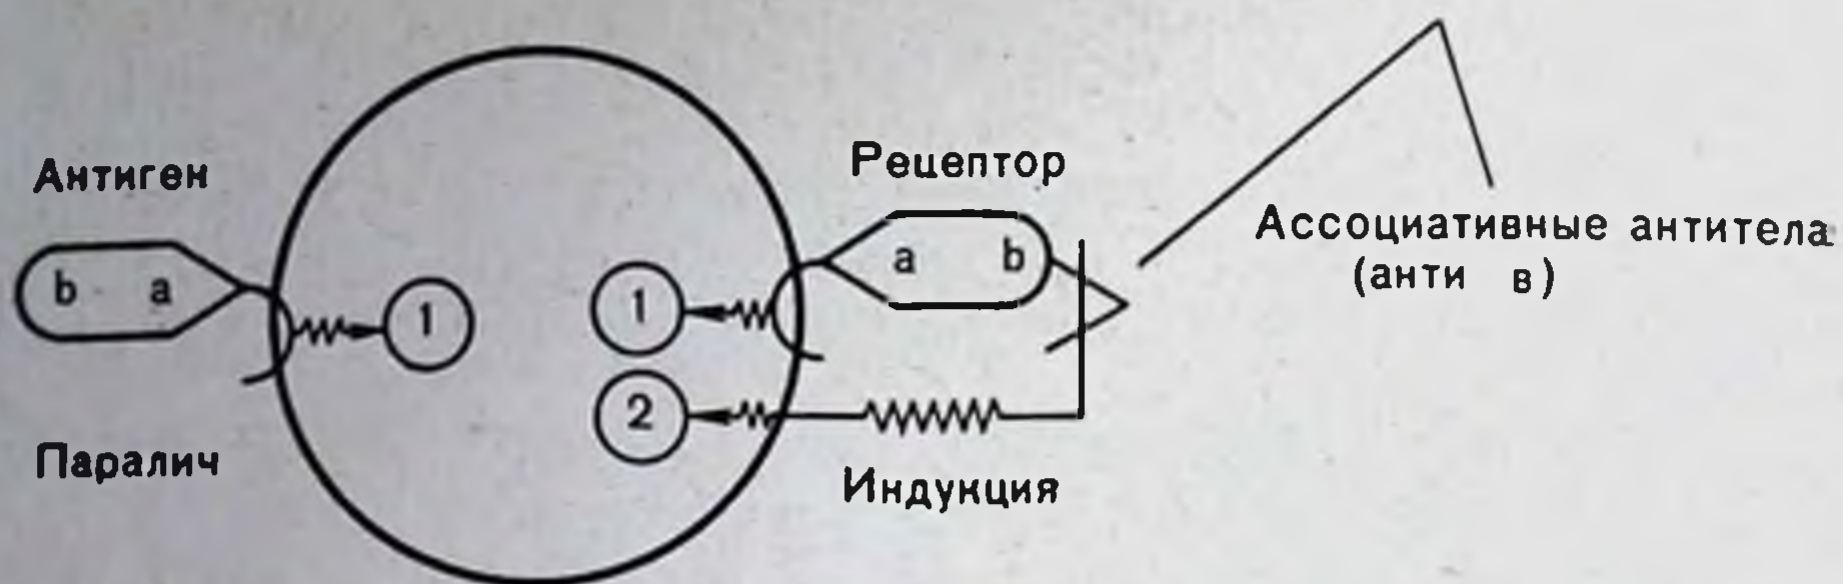 Антиген
b a
1
Паралич
Рецептор
a b
1
2
Индукция
Ассоциативные антитела
(анти в)